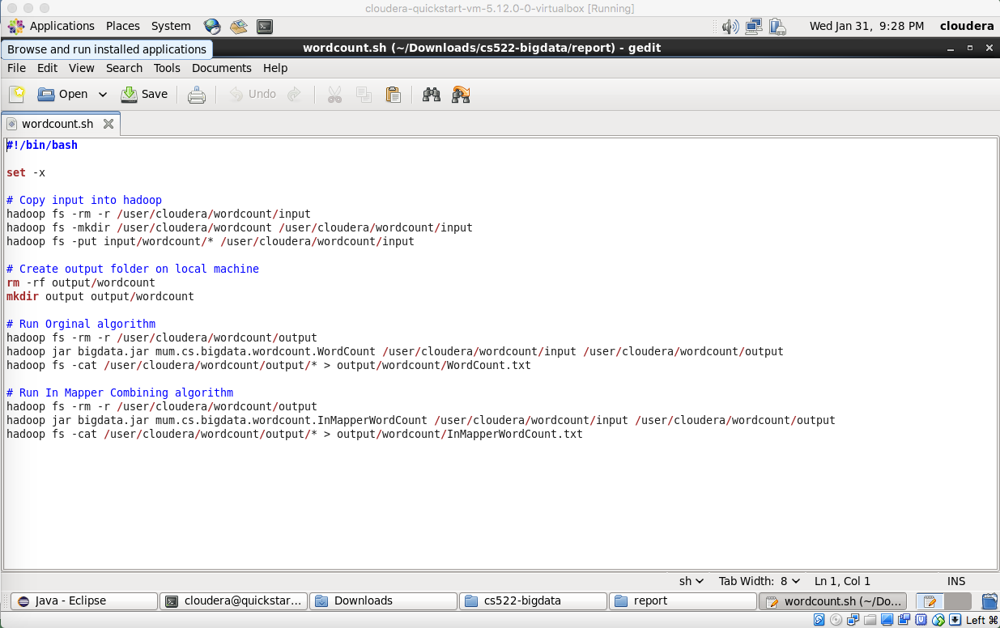 cloudera-quickstart-vm-5.12.0-0-virtualbox [Running]
Applications Places System Wed Jan 31, 9:28 PM cloudera
Browse and run installed applications
wordcount.sh (~/Downloads/cs522-bigdata/report) - gedit
File Edit View Search Tools Documents Help
Open Save Undo
wordcount.sh
#!/bin/bash
set -x
# Copy input into hadoop
hadoop fs -rm -r /user/cloudera/wordcount/input
hadoop fs -mkdir /user/cloudera/wordcount /user/cloudera/wordcount/input
hadoop fs -put input/wordcount/* /user/cloudera/wordcount/input
# Create output folder on local machine
rm -rf output/wordcount
mkdir output output/wordcount
# Run Orginal algorithm
hadoop fs -rm -r /user/cloudera/wordcount/output
hadoop jar bigdata.jar mum.cs.bigdata.wordcount.WordCount /user/cloudera/wordcount/input /user/cloudera/wordcount/output
hadoop fs -cat /user/cloudera/wordcount/output/* > output/wordcount/WordCount.txt
# Run In Mapper Combining algorithm
hadoop fs -rm -r /user/cloudera/wordcount/output
hadoop jar bigdata.jar mum.cs.bigdata.wordcount.InMapperWordCount /user/cloudera/wordcount/input /user/cloudera/wordcount/output
hadoop fs -cat /user/cloudera/wordcount/output/* > output/wordcount/InMapperWordCount.txt
sh Tab Width: 8 Ln 1, Col 1 INS
Java - Eclipse cloudera@quickstar... Downloads cs522-bigdata report wordcount.sh (~/Do...
Left ⌘